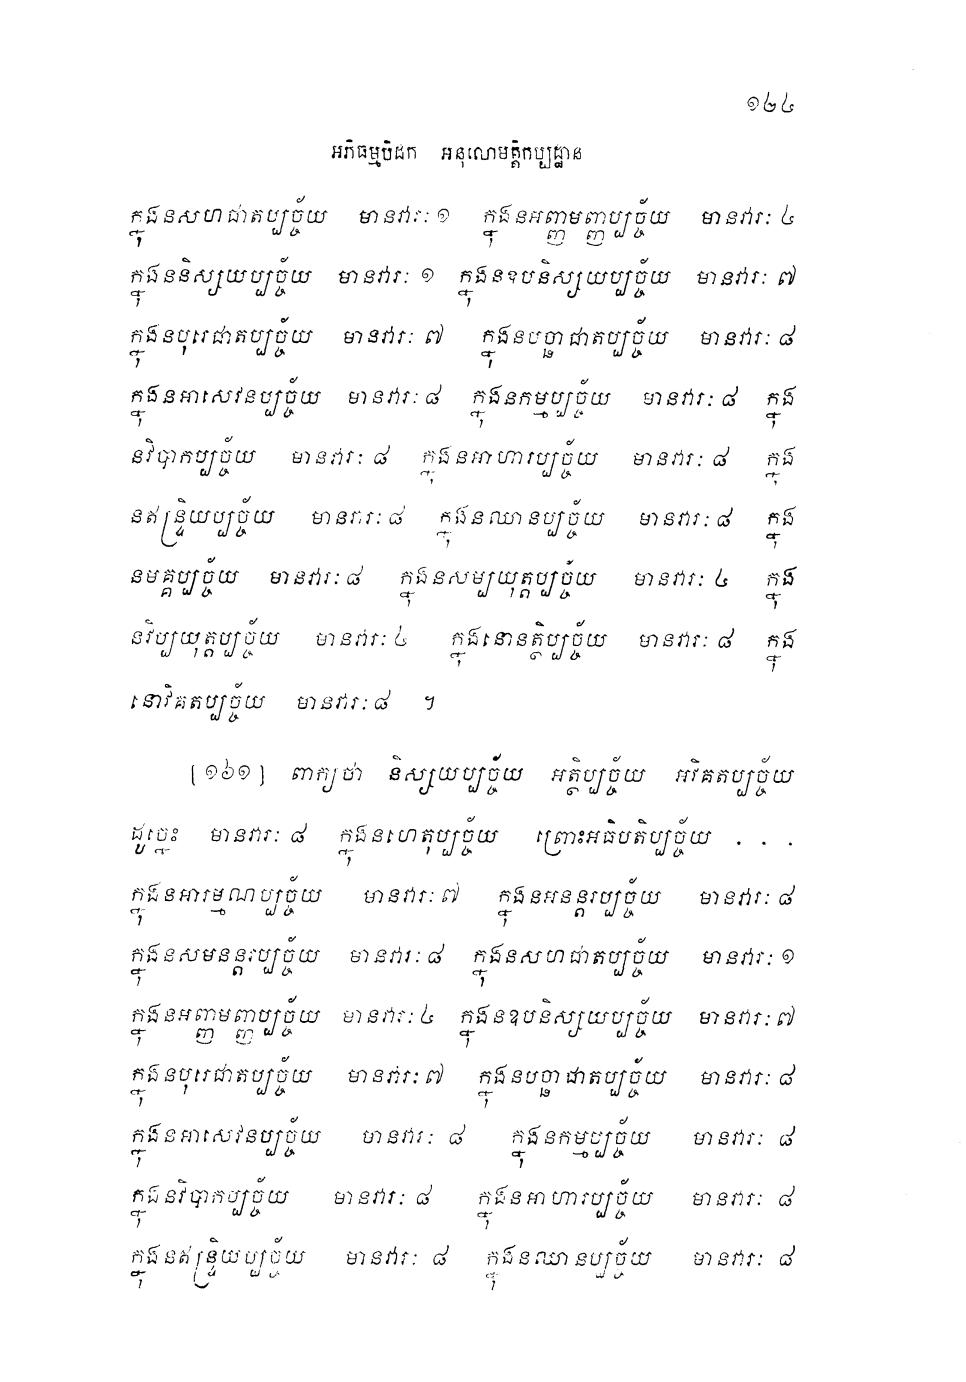 ១២៤
អភិធម្មបិដក អនុលោមត្តិកប្បដ្ឋាន
ក្នុងនសហជាតប្បច្ច័យ មានវារៈ ១ ក្នុងនអញ្ញាមញ្ញប្បច្ច័យ មានវារៈ ៤
ក្នុងននិស្សយប្បច្ច័យ មានវារៈ ១ ក្នុងនឧបនិស្សយប្បច្ច័យ មានវារៈ ៧
ក្នុងនបុរេជាតប្បច្ច័យ មានវារៈ ៧ ក្នុងនបច្ឆាជាតប្បច្ច័យ មានវារៈ ៨
ក្នុងនអាសេវនប្បច្ច័យ មានវារៈ ៨ ក្នុងនកម្មប្បច្ច័យ មានវារៈ ៨ ក្នុង
នវិបាកប្បច្ច័យ មានវារៈ ៨ ក្នុងនអាហារប្បច្ច័យ មានវារៈ ៨ ក្នុង
នឥន្ទ្រិយប្បច្ច័យ មានវារៈ ៨ ក្នុងនឈានប្បច្ច័យ មានវារៈ ៨ ក្នុង
នមគ្គប្បច្ច័យ មានវារៈ ៨ ក្នុងនសម្បយុត្តប្បច្ច័យ មានវារៈ ៤ ក្នុង
នវិប្បយុត្តប្បច្ច័យ មានវារៈ ៤ ក្នុងនោនត្ថិប្បច្ច័យ មានវារៈ ៨ ក្នុង
នោវិគតប្បច្ច័យ មានវារៈ ៨ ។
[១៦១] ពាក្យថា និស្សយប្បច្ច័យ អត្ថិប្បច្ច័យ អវិគតប្បច្ច័យ
ដូច្នេះ មានវារៈ ៨ ក្នុងនហេតុប្បច្ច័យ ព្រោះអធិបតិប្បច្ច័យ . . .
ក្នុងនអារម្មណប្បច្ច័យ មានវារៈ ៧ ក្នុងនអនន្តរប្បច្ច័យ មានវារៈ ៨
ក្នុងនសមនន្តរប្បច្ច័យ មានវារៈ ៨ ក្នុងនសហជាតប្បច្ច័យ មានវារៈ ១
ក្នុងនអញ្ញាមញ្ញប្បច្ច័យ មានវារៈ ៤ ក្នុងនឧបនិស្សយប្បច្ច័យ មានវារៈ ៧
ក្នុងនបុរេជាតប្បច្ច័យ មានវារៈ ៧ ក្នុងនបច្ឆាជាតប្បច្ច័យ មានវារៈ ៨
ក្នុងនអាសេវនប្បច្ច័យ មានវារៈ ៨ ក្នុងនកម្មប្បច្ច័យ មានវារៈ ៨
ក្នុងនវិបាកប្បច្ច័យ មានវារៈ ៨ ក្នុងនអាហារប្បច្ច័យ មានវារៈ ៨
ក្នុងនឥន្ទ្រិយប្បច្ច័យ មានវារៈ ៨ ក្នុងនឈានប្បច្ច័យ មានវារៈ ៨